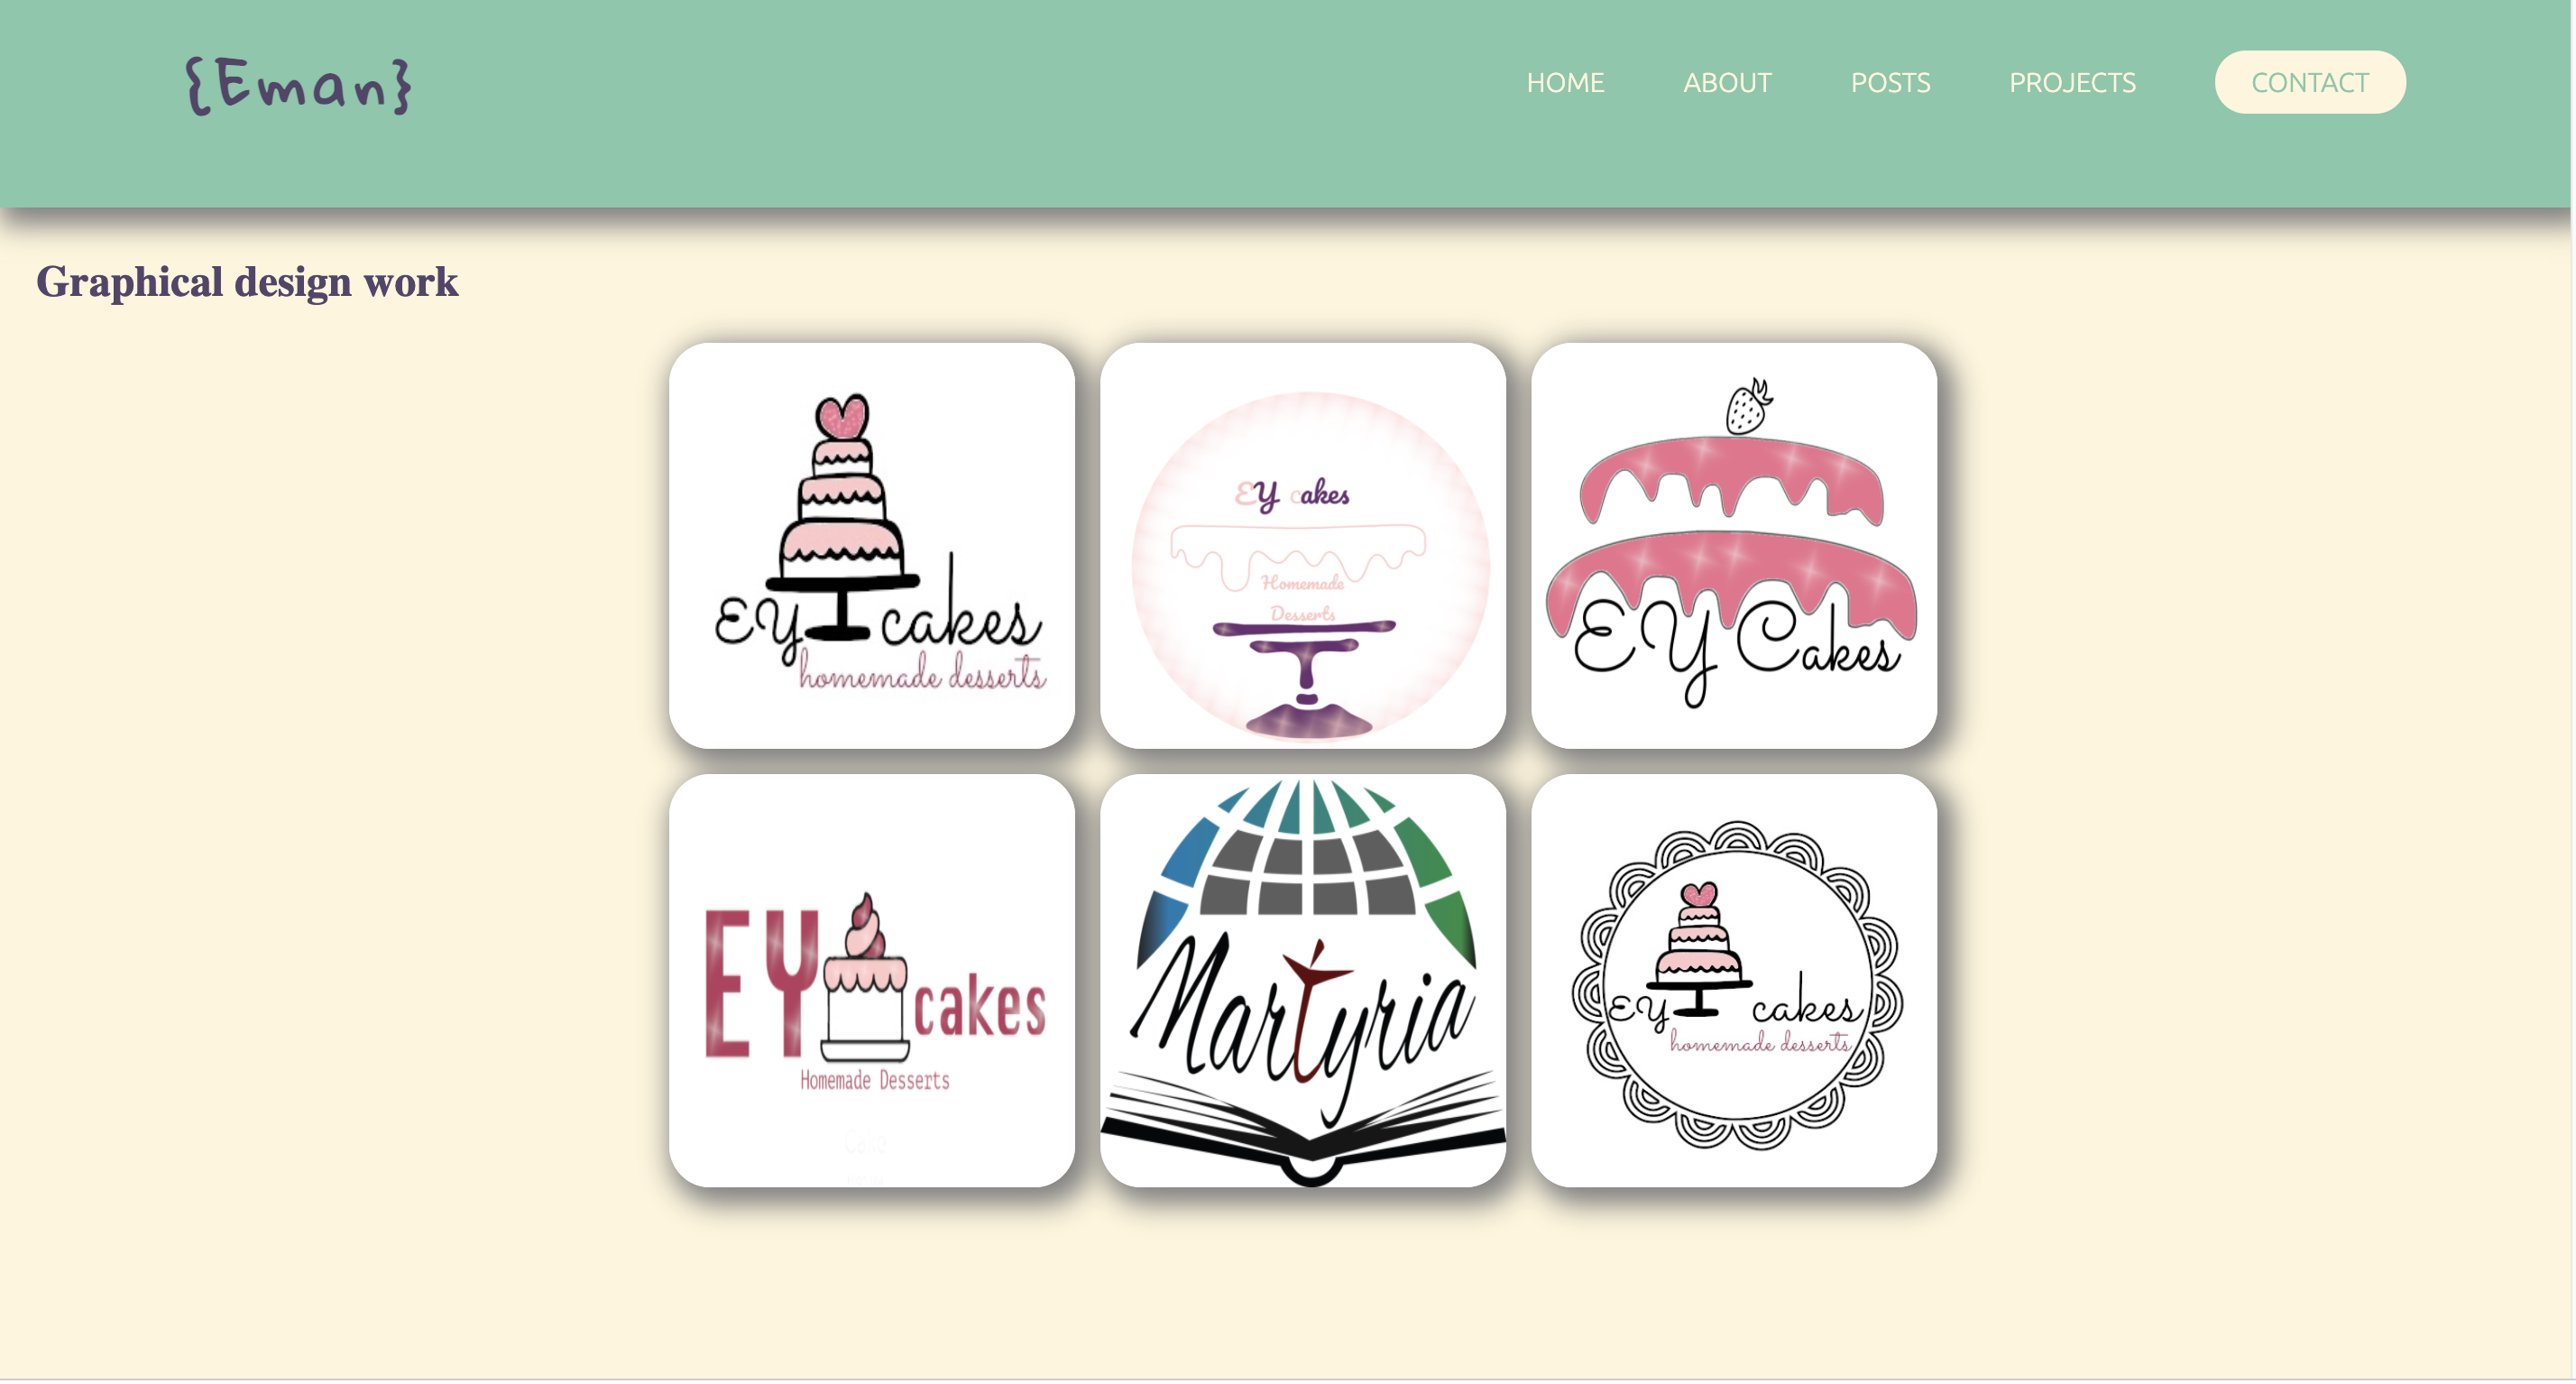 {Eman}
HOME ABOUT POSTS PROJECTS CONTACT
Graphical design work
EY cakes
homemade desserts
EY cakes
Homemade
Desserts
EY Cakes
EY cakes
Homemade Desserts
Cake
Martyria
EY cakes
homemade desserts